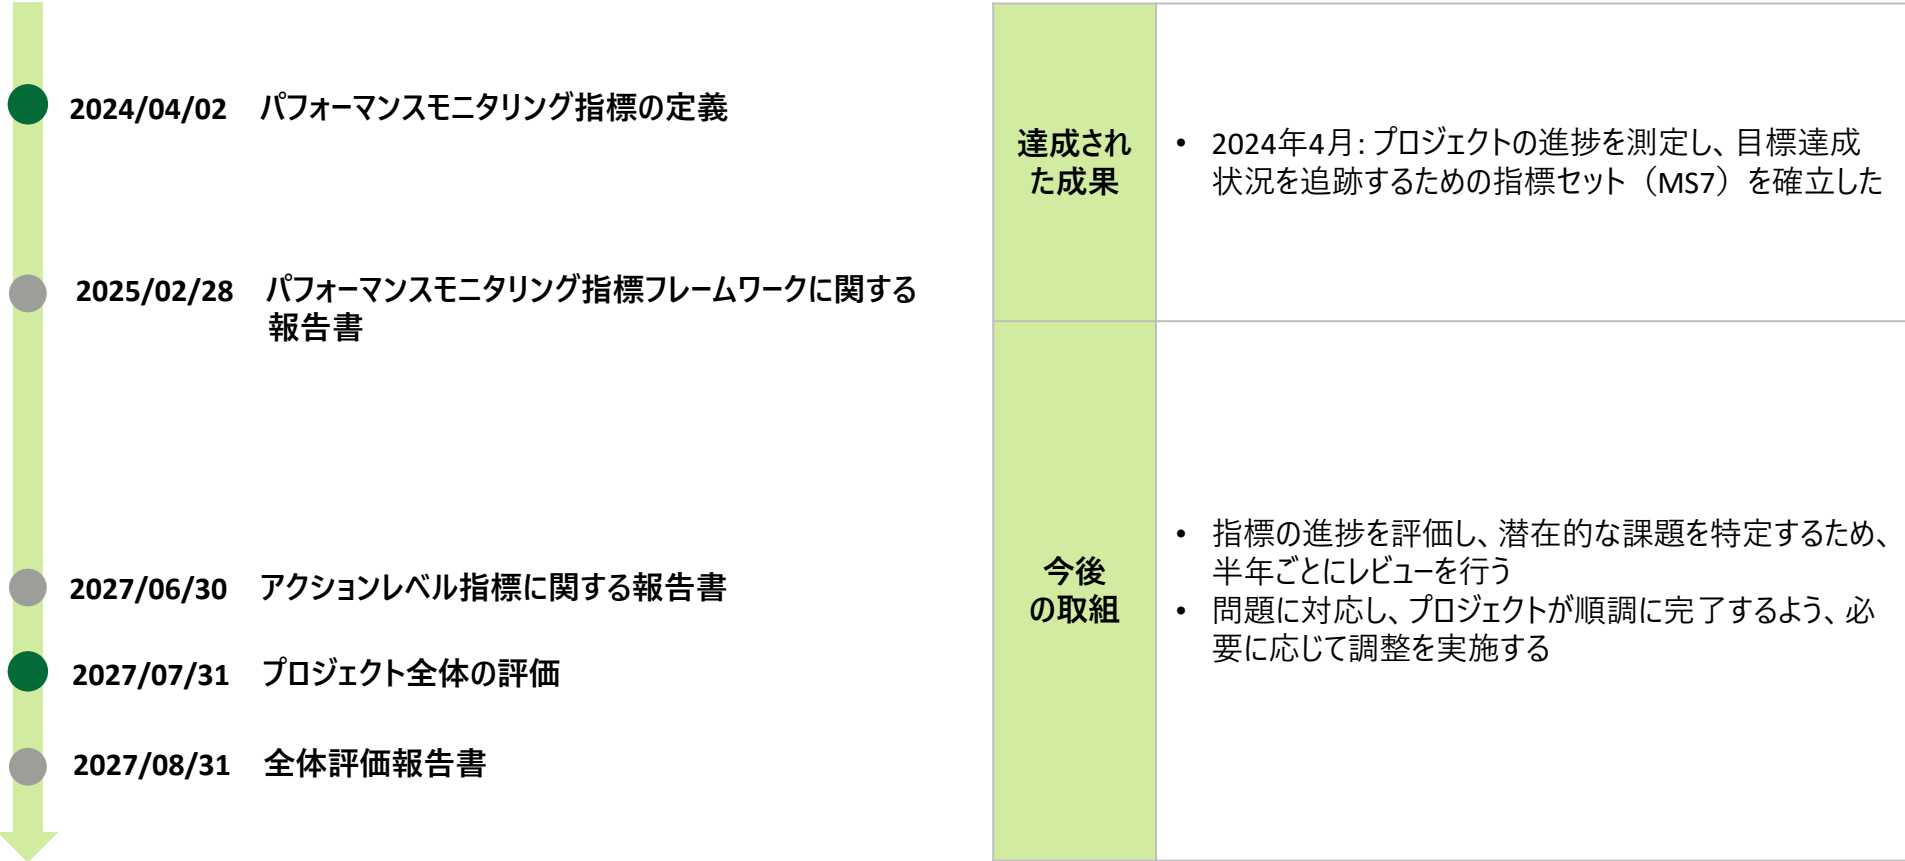 2024/04/02 パフォーマンスモニタリング指標の定義
2025/02/28 パフォーマンスモニタリング指標フレームワークに関する
報告書
2027/06/30 アクションレベル指標に関する報告書
2027/07/31 プロジェクト全体の評価
2027/08/31 全体評価報告書
達成され
た成果
• 2024年4月: プロジェクトの進捗を測定し、目標達成
状況を追跡するための指標セット（MS7）を確立した
今後
の取組
• 指標の進捗を評価し、潜在的な課題を特定するため、
半年ごとにレビューを行う
• 問題に対応し、プロジェクトが順調に完了するよう、必
要に応じて調整を実施する